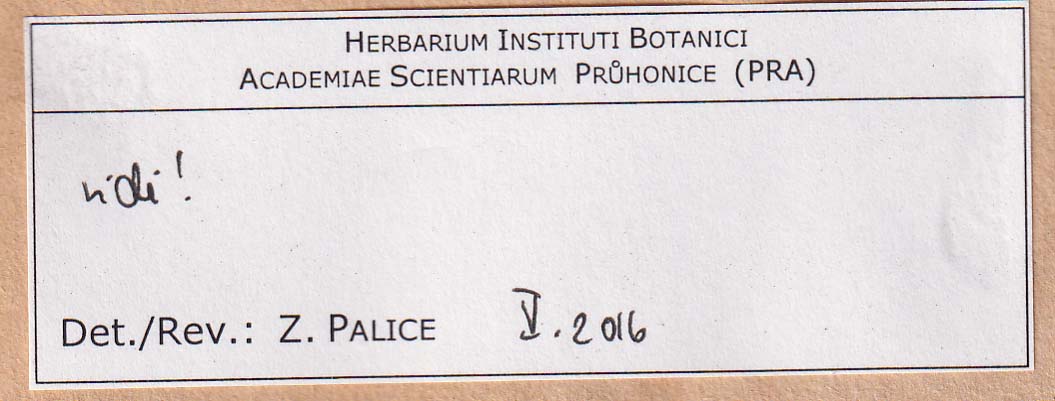 HERBARIUM INSTITUTI BOTANICI
ACADEMIAE SCIENTIARUM PRŮHONICE (PRA)
vidi!
Det./Rev.: Z. PALICE V.2016